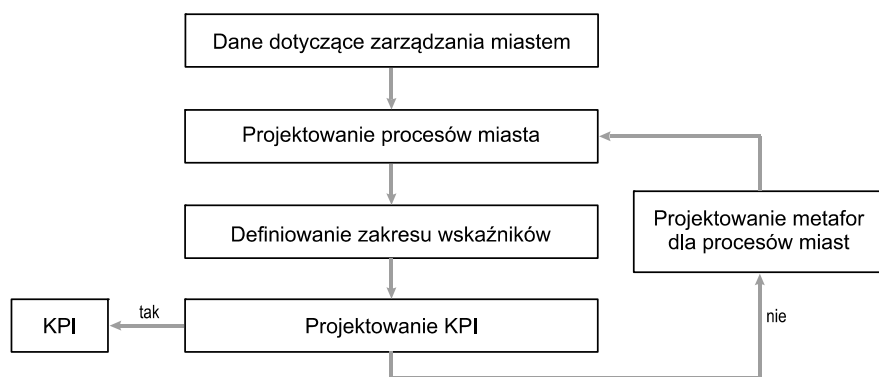 Dane dotyczące zarządzania miastem
Projektowanie procesów miasta
Projektowanie metafor
dla procesów miast
Definiowanie zakresu wskaźników
KPI
tak
Projektowanie KPI
nie